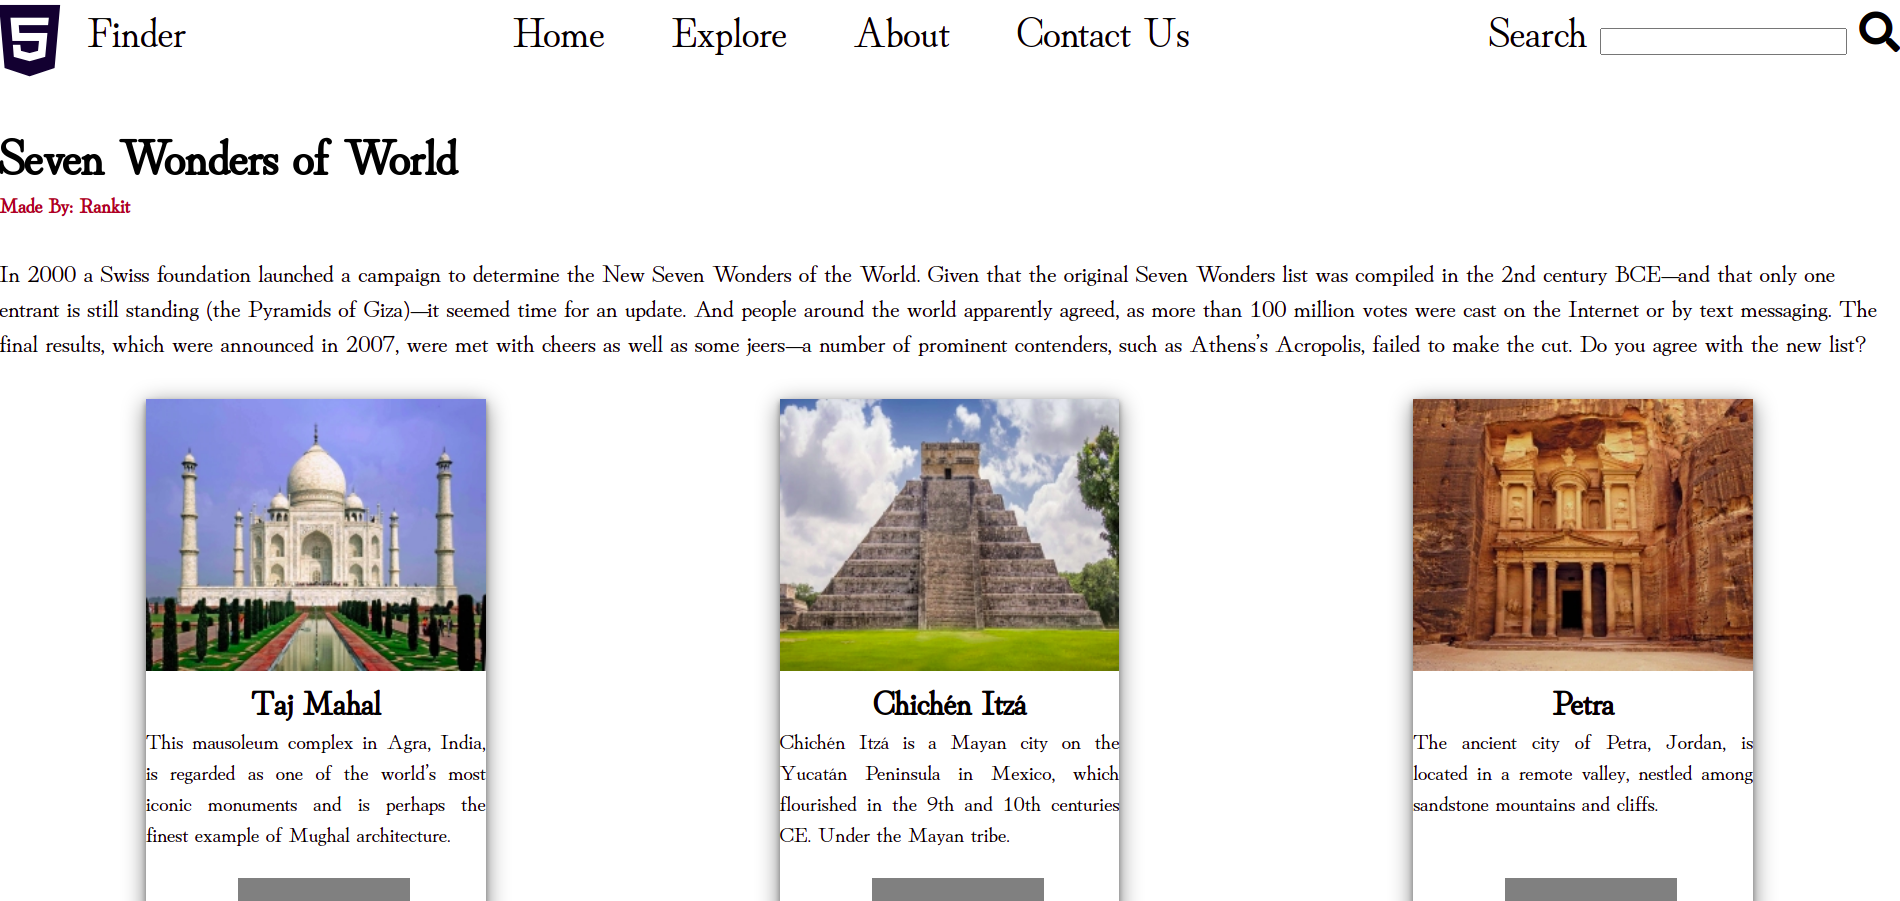 Finder Home Explore About Contact Us Search
Seven Wonders of World
Made By: Rankit
In 2000 a Swiss foundation launched a campaign to determine the New Seven Wonders of the World. Given that the original Seven Wonders list was compiled in the 2nd century BCE—and that only one
entrant is still standing (the Pyramids of Giza)—it seemed time for an update. And people around the world apparently agreed, as more than 100 million votes were cast on the Internet or by text messaging. The
final results, which were announced in 2007, were met with cheers as well as some jeers—a number of prominent contenders, such as Athens's Acropolis, failed to make the cut. Do you agree with the new list?
Taj Mahal
This mausoleum complex in Agra, India,
is regarded as one of the world's most
iconic monuments and is perhaps the
finest example of Mughal architecture.
Chichén Itzá
Chichén Itzá is a Mayan city on the
Yucatán Peninsula in Mexico, which
flourished in the 9th and 10th centuries
CE. Under the Mayan tribe.
Petra
The ancient city of Petra, Jordan, is
located in a remote valley, nestled among
sandstone mountains and cliffs.